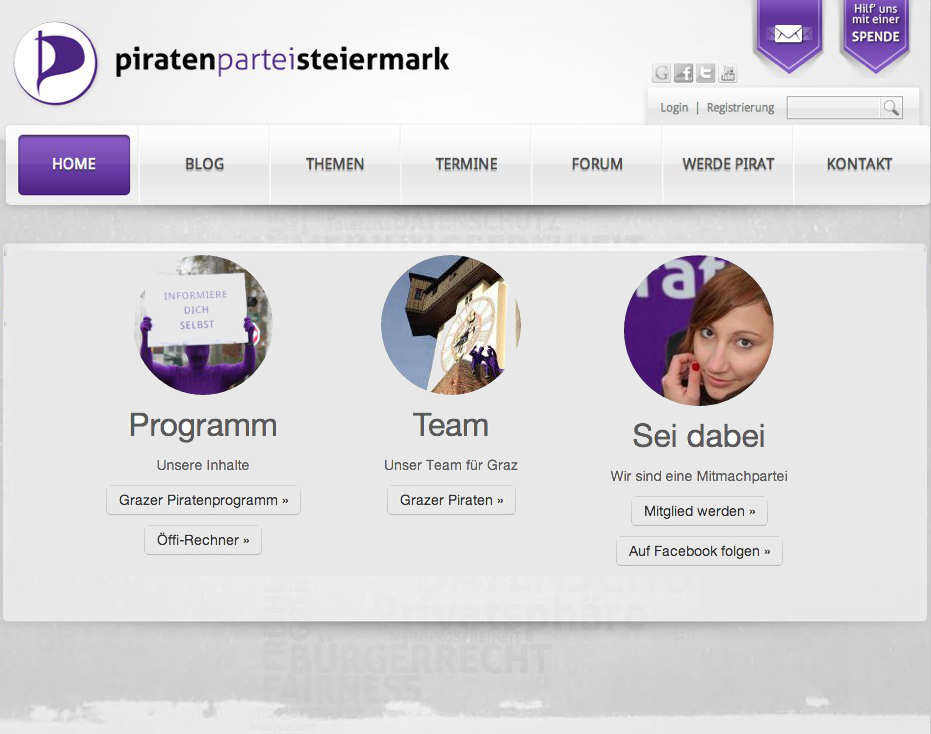 Hilf' uns
mit einer
SPENDE
piratenparteisteiermark
Login | Registrierung
HOME
BLOG
THEMEN
TERMINE
FORUM
WERDE PIRAT
KONTAKT
INFORMIERE
DICH
SELBST
Programm
Unsere Inhalte
Grazer Piratenprogramm »
Öffi-Rechner »
Team
Unser Team für Graz
Grazer Piraten »
Sei dabei
Wir sind eine Mitmachpartei
Mitglied werden »
Auf Facebook folgen »
BÜRGERRECHT
FAIRNESS